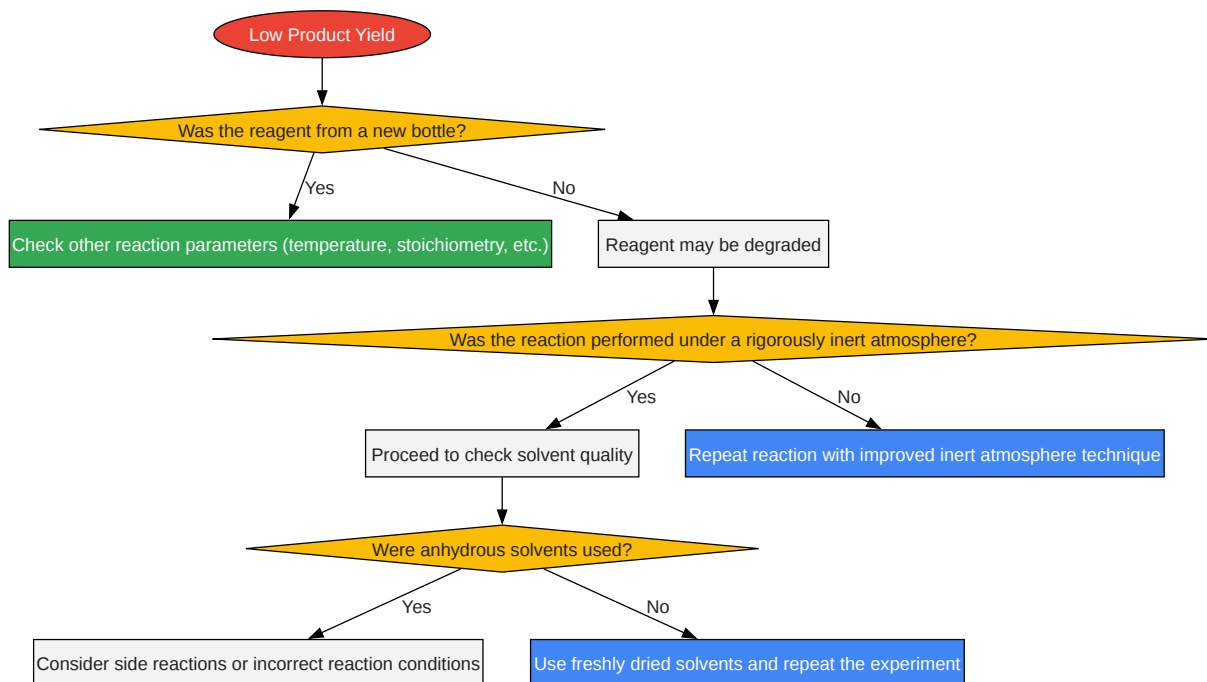 Low Product Yield
Was the reagent from a new bottle?
Yes
No
Check other reaction parameters (temperature, stoichiometry, etc.)
Reagent may be degraded
Was the reaction performed under a rigorously inert atmosphere?
Yes
No
Proceed to check solvent quality
Repeat reaction with improved inert atmosphere technique
Were anhydrous solvents used?
Yes
No
Consider side reactions or incorrect reaction conditions
Use freshly dried solvents and repeat the experiment